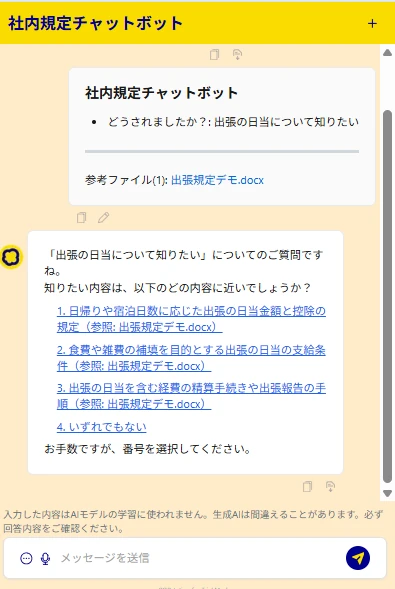 社内規定チャットボット
+
社内規定チャットボット
• どうされましたか？: 出張の日当について知りたい
参考ファイル(1): 出張規定デモ.docx
「出張の日当について知りたい」についてのご質問です
ね。
知りたい内容は、以下のどの内容に近いでしょうか？
1. 日帰りや宿泊日数に応じた出張の日当金額と控除の
規定（参照: 出張規定デモ.docx）
2. 食費や雑費の補填を目的とする出張の日当の支給条
件（参照: 出張規定デモ.docx）
3. 出張の日当を含む経費の精算手続きや出張報告の手
順（参照: 出張規定デモ.docx）
4. いずれでもない
お手数ですが、番号を選択してください。
入力した内容はAIモデルの学習に使われません。生成AIは間違えることがあります。必ず
回答内容をご確認ください。
メッセージを送信